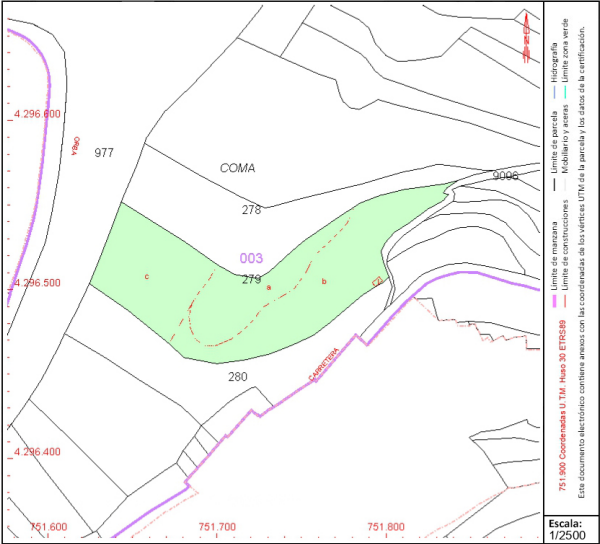 4.296.600
ORBA
977
COMA
9008
278
003
279
c
a
b
4.296.500
CARRETERA
280
4.296.400
751.600
751.700
751.800
Límite de manzana
Límite de parcela
Hidrografía
Límite de construcciones
Mobiliario y aceras
Límite zona verde
751.900 Coordenadas U.T.M. Huso 30 ETRS89
Este documento electrónico contiene anexos con las coordenadas de los vértices UTM de la parcela y los datos de la certificación.
Escala:
1/2500